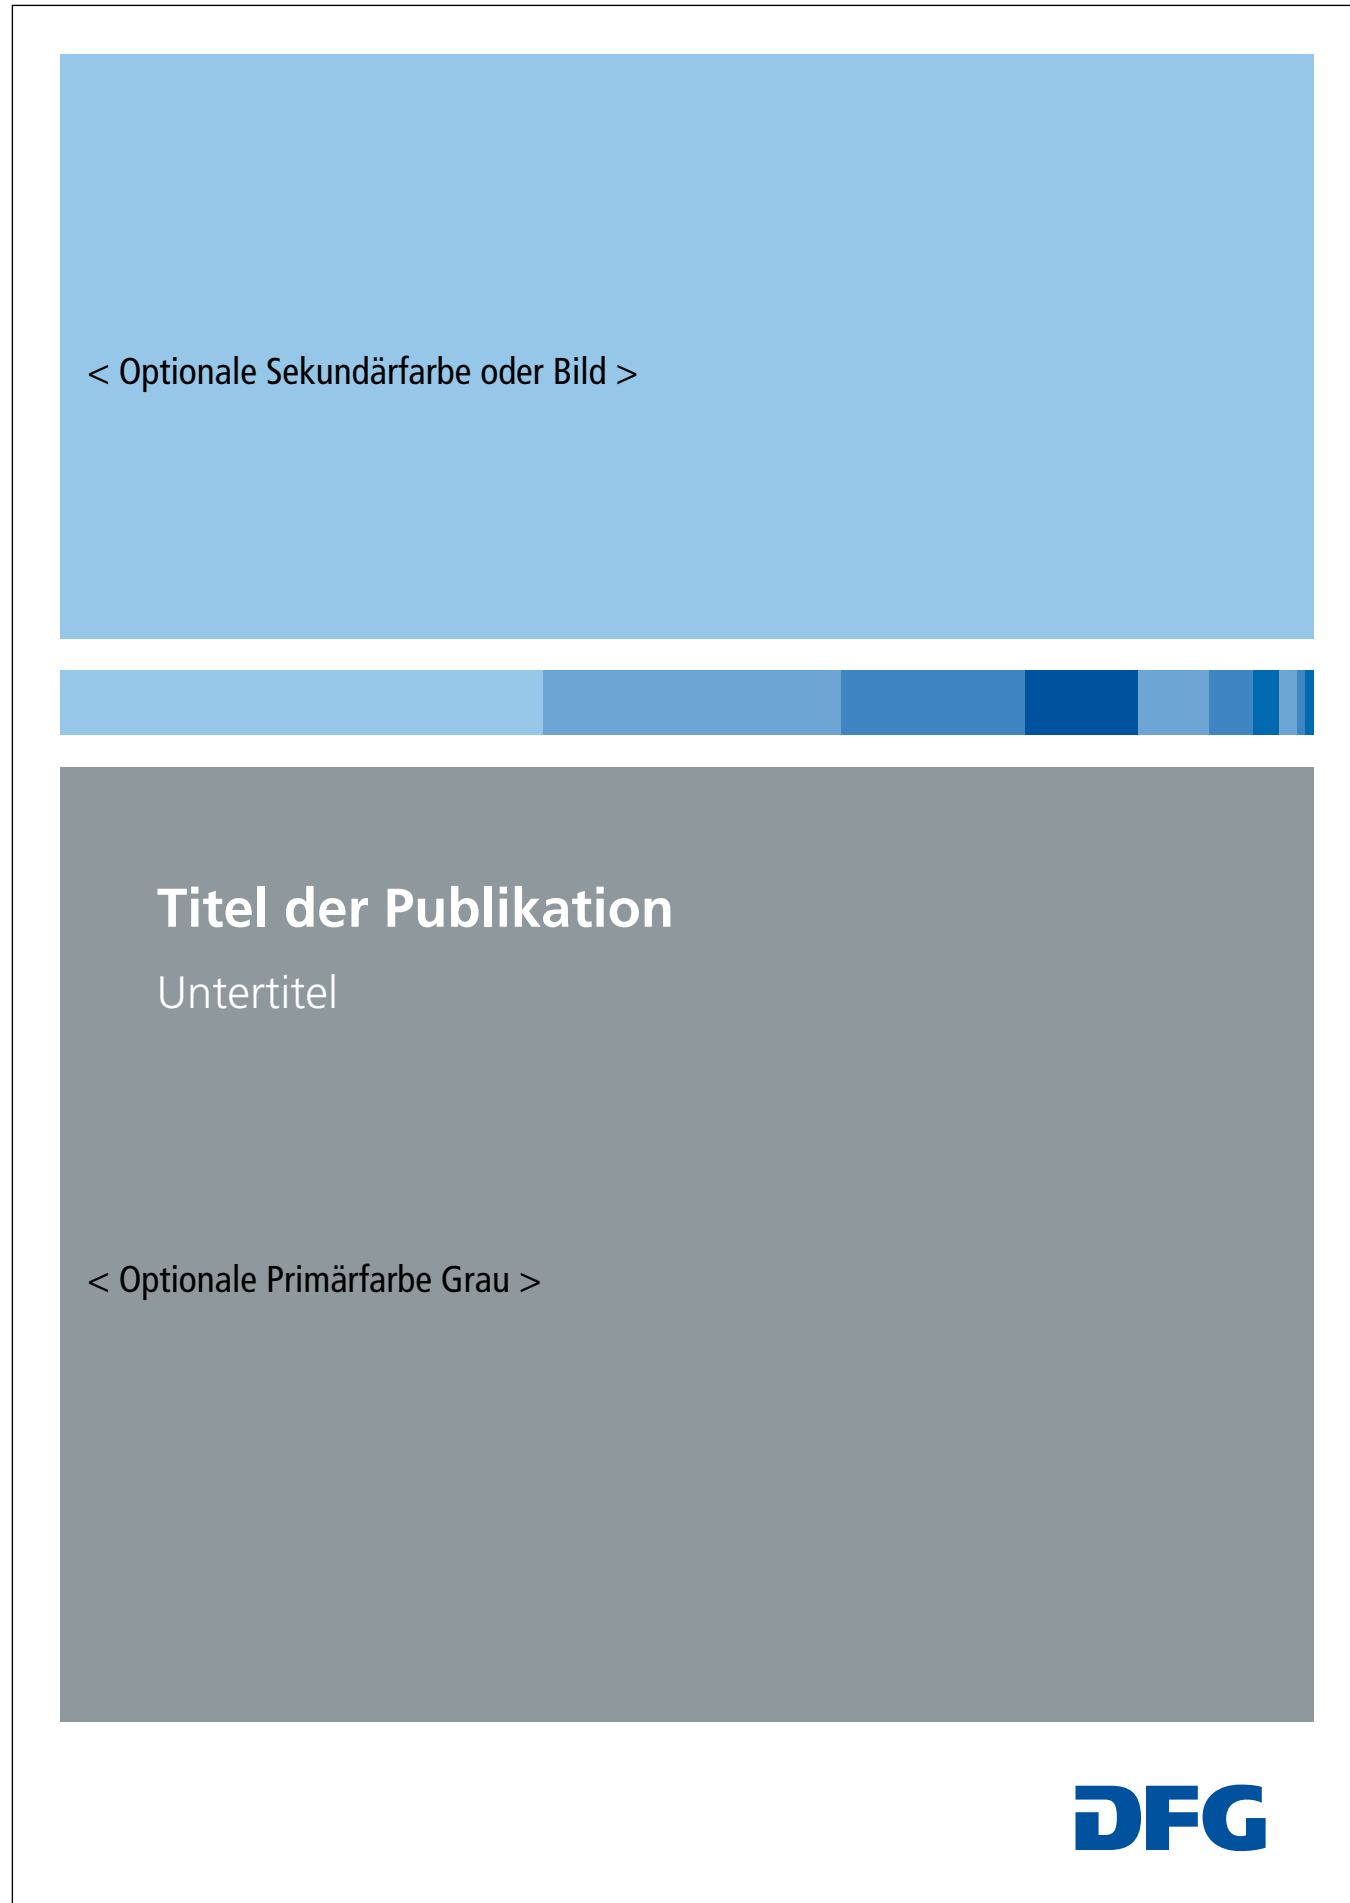 < Optionale Sekundärfarbe oder Bild >
Titel der Publikation
Untertitel
< Optionale Primärfarbe Grau >
DFG